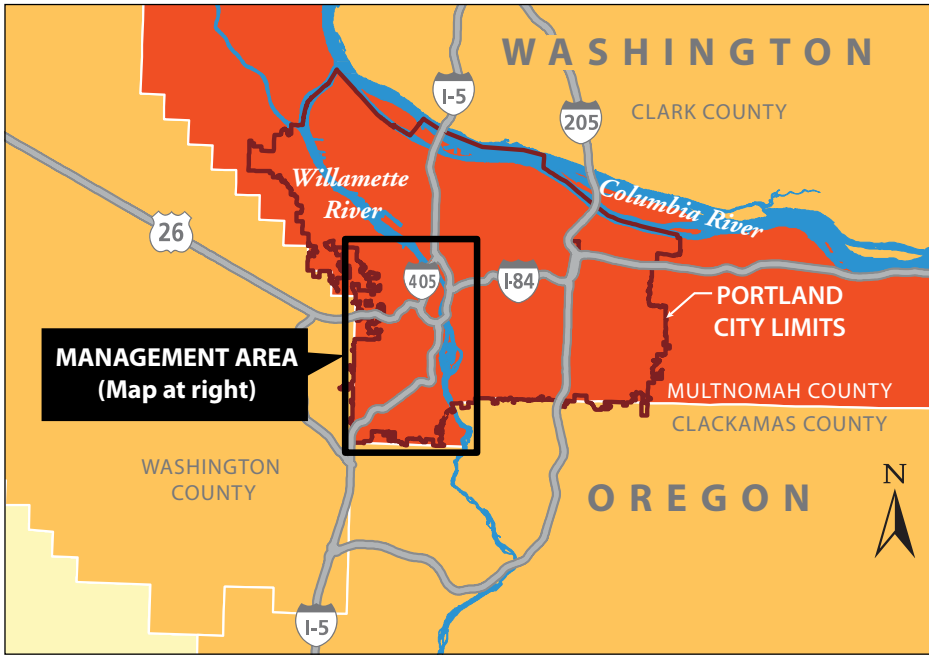 WASHINGTON
I-5
205
CLARK COUNTY
Willamette
River
Columbia River
26
405
I-84
PORTLAND
CITY LIMITS
MANAGEMENT AREA
(Map at right)
MULTNOMAH COUNTY
CLACKAMAS COUNTY
WASHINGTON
COUNTY
OREGON
N
I-5